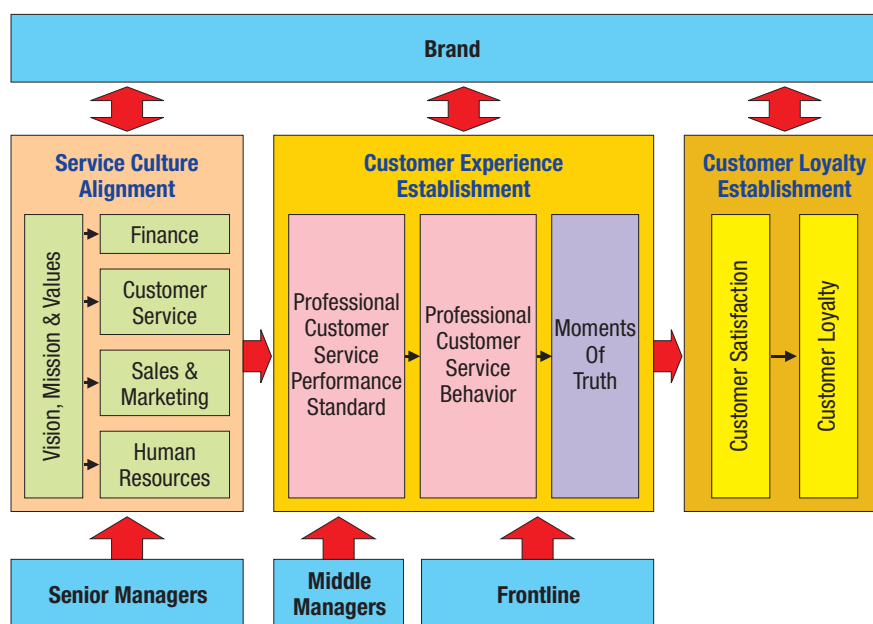 Brand
Service Culture
Alignment
Vision, Mission & Values
Finance
Customer
Service
Sales &
Marketing
Human
Resources
Customer Experience
Establishment
Professional
Customer
Service
Performance
Standard
Professional
Customer
Service
Behavior
Moments
Of
Truth
Customer Loyalty
Establishment
Customer Satisfaction
Customer Loyalty
Senior Managers
Middle
Managers
Frontline